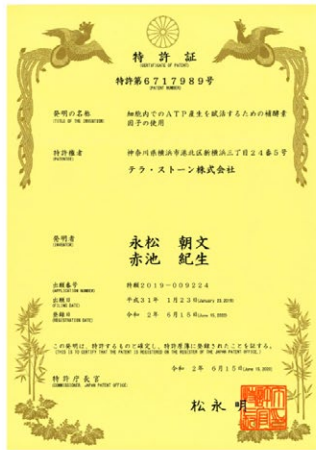 特許証
(CERTIFICATE OF PATENT)
特許第6717989号
(PATENT NUMBER)
発明の名称
(TITLE OF THE INVENTION)
細胞内でのATP産生を賦活するための補酵素
因子の使用
特許権者
(PATENTEE)
神奈川県横浜市港北区新横浜三丁目24番5号
テラ・ストーン株式会社
発明者
(INVENTOR)
永松 朝文
赤池 紀生
出願番号
(APPLICATION NUMBER)
特願2019-009224
出願日
(FILING DATE)
平成31年 1月23日(January 23,2019)
登録日
(REGISTRATION DATE)
令和 2年 6月15日(June 15,2020)
この発明は、特許するものと確定し、特許原簿に登録されたことを証する。
(THIS IS TO CERTIFY THAT THE PATENT IS REGISTERED ON THE REGISTER OF THE JAPAN PATENT OFFICE.)
令和 2年 6月15日(June 15,2020)
特許庁長官
(COMMISSIONER, JAPAN PATENT OFFICE)
松永 明